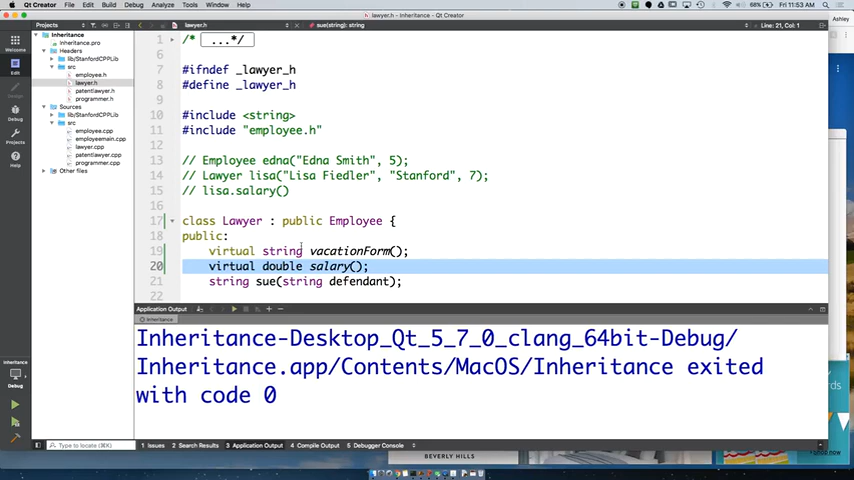 Qt Creator File Edit Build Debug Analyze Tools Window Help
68% Fri 11:53 AM
lawyer.h - Inheritance - Qt Creator
Ashley
Projects
lawyer.h
sue(string): string
Line: 21, Col: 1
Welcome
Edit
Design
Debug
Projects
Help
Inheritance
Inheritance.pro
Headers
lib/StanfordCPPLib
src
employee.h
lawyer.h
patentlawyer.h
programmer.h
Sources
lib/StanfordCPPLib
src
employee.cpp
employeemain.cpp
lawyer.cpp
patentlawyer.cpp
programmer.cpp
Other files
1 /* ...*/
6
7 #ifndef _lawyer_h
8 #define _lawyer_h
9
10 #include <string>
11 #include "employee.h"
12
13 // Employee edna("Edna Smith", 5);
14 // Lawyer lisa("Lisa Fiedler", "Stanford", 7);
15 // lisa.salary()
16
17 class Lawyer : public Employee {
18 public:
19 virtual string vacationForm();
20 virtual double salary();
21 string sue(string defendant);
22
Application Output
Inheritance
Inheritance-Desktop_Qt_5_7_0_clang_64bit-Debug/
Inheritance.app/Contents/MacOS/Inheritance exited
with code 0
Inheritance
Debug
Type to locate (⌘K)
1 Issues 2 Search Results 3 Application Output 4 Compile Output 5 Debugger Console
BEVERLY HILLS